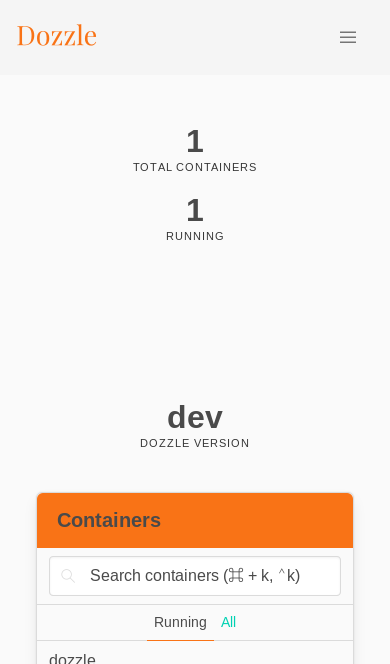 Dozzle
1
TOTAL CONTAINERS
1
RUNNING
dev
DOZZLE VERSION
Containers
Search containers (⌘ + k, ⌃k)
Running All
dozzle